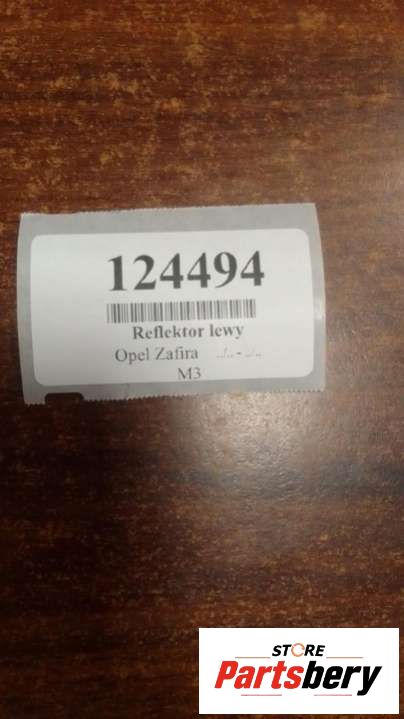 124494
Reflektor lewy
Opel Zafira ../.. - ../..
M3
STORE
Partsbery